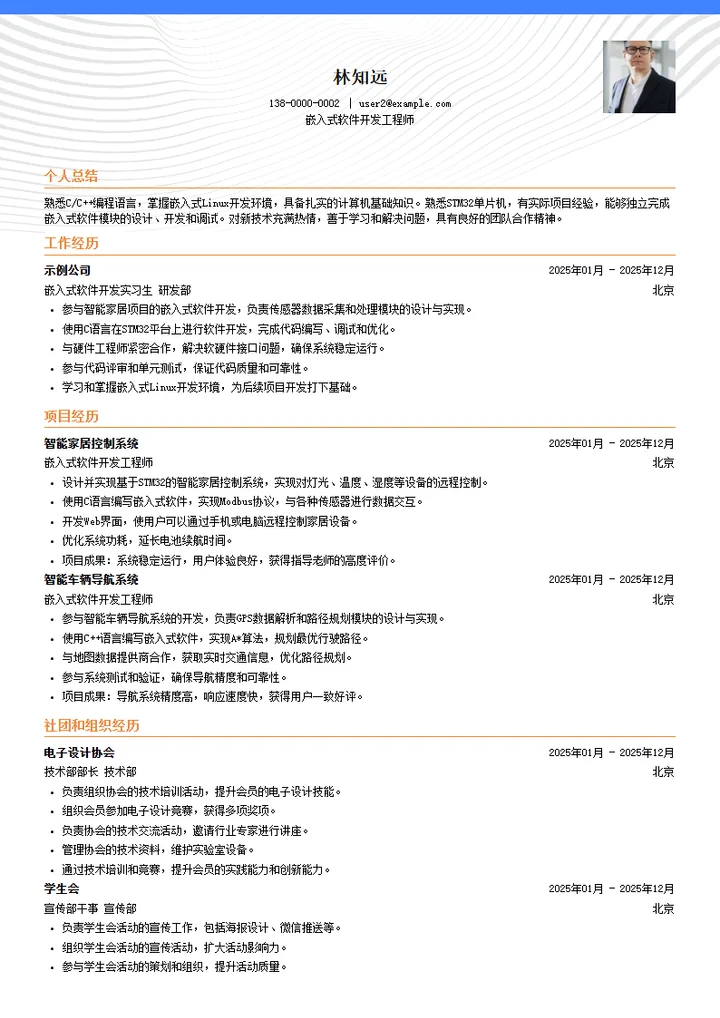 林知远
138-0000-0002 | user2@example.com
嵌入式软件开发工程师
个人总结
熟悉C/C++编程语言，掌握嵌入式Linux开发环境，具备扎实的计算机基础知识。熟悉STM32单片机，有实际项目经验，能够独立完成
嵌入式软件模块的设计、开发和调试。对新技术充满热情，善于学习和解决问题，具有良好的团队合作精神。
工作经历
示例公司 2025年01月 - 2025年12月
嵌入式软件开发实习生 研发部 北京
• 参与智能家居项目的嵌入式软件开发，负责传感器数据采集和处理模块的设计与实现。
• 使用C语言在STM32平台上进行软件开发，完成代码编写、调试和优化。
• 与硬件工程师紧密合作，解决软硬件接口问题，确保系统稳定运行。
• 参与代码评审和单元测试，保证代码质量和可靠性。
• 学习和掌握嵌入式Linux开发环境，为后续项目开发打下基础。
项目经历
智能家居控制系统 2025年01月 - 2025年12月
嵌入式软件开发工程师 北京
• 设计并实现基于STM32的智能家居控制系统，实现对灯光、温度、湿度等设备的远程控制。
• 使用C语言编写嵌入式软件，实现Modbus协议，与各种传感器进行数据交互。
• 开发Web界面，使用户可以通过手机或电脑远程控制家居设备。
• 优化系统功耗，延长电池续航时间。
• 项目成果：系统稳定运行，用户体验良好，获得指导老师的高度评价。
智能车辆导航系统 2025年01月 - 2025年12月
嵌入式软件开发工程师 北京
• 参与智能车辆导航系统的开发，负责GPS数据解析和路径规划模块的设计与实现。
• 使用C++语言编写嵌入式软件，实现A*算法，规划最优行驶路径。
• 与地图数据提供商合作，获取实时交通信息，优化路径规划。
• 参与系统测试和验证，确保导航精度和可靠性。
• 项目成果：导航系统精度高，响应速度快，获得用户一致好评。
社团和组织经历
电子设计协会 2025年01月 - 2025年12月
技术部部长 技术部 北京
• 负责组织协会的技术培训活动，提升会员的电子设计技能。
• 组织会员参加电子设计竞赛，获得多项奖项。
• 负责协会的技术交流活动，邀请行业专家进行讲座。
• 管理协会的技术资料，维护实验室设备。
• 通过技术培训和竞赛，提升会员的实践能力和创新能力。
学生会 2025年01月 - 2025年12月
宣传部干事 宣传部 北京
• 负责学生会活动的宣传工作，包括海报设计、微信推送等。
• 组织学生会活动的宣传活动，扩大活动影响力。
• 参与学生会活动的策划和组织，提升活动质量。